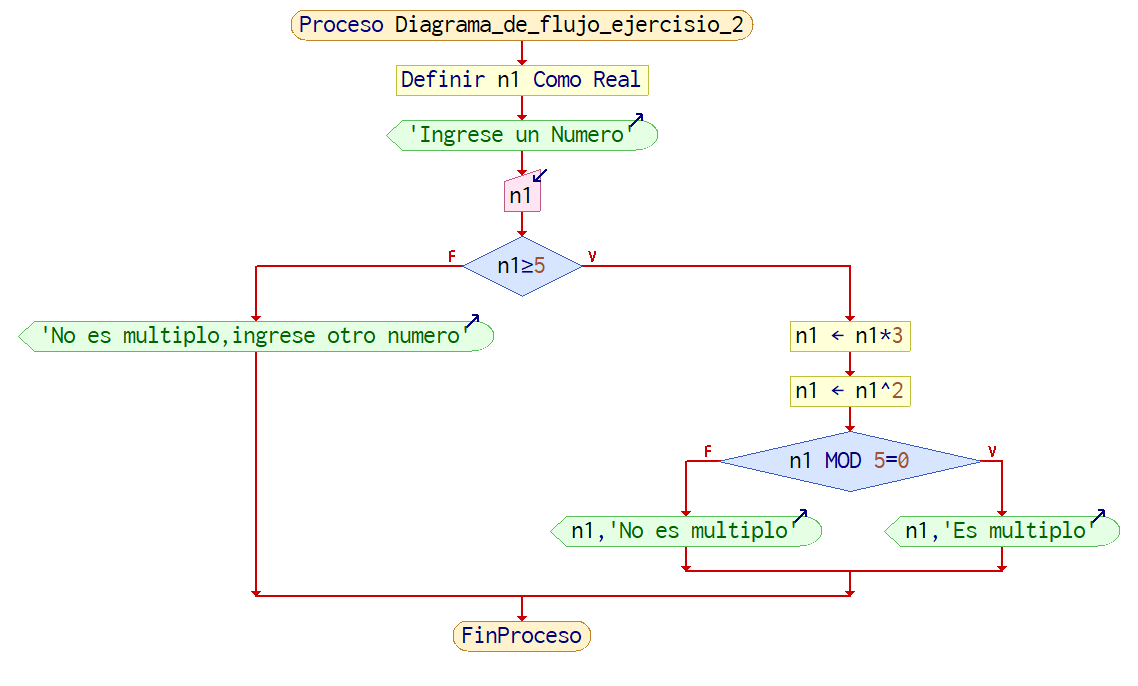 Proceso Diagrama_de_flujo_ejercisio_2
Definir n1 Como Real
'Ingrese un Numero'
n1
F
n1≥5
V
'No es multiplo,ingrese otro numero'
n1 ← n1*3
n1 ← n1^2
F
n1 MOD 5=0
V
n1,'No es multiplo'
n1,'Es multiplo'
FinProceso